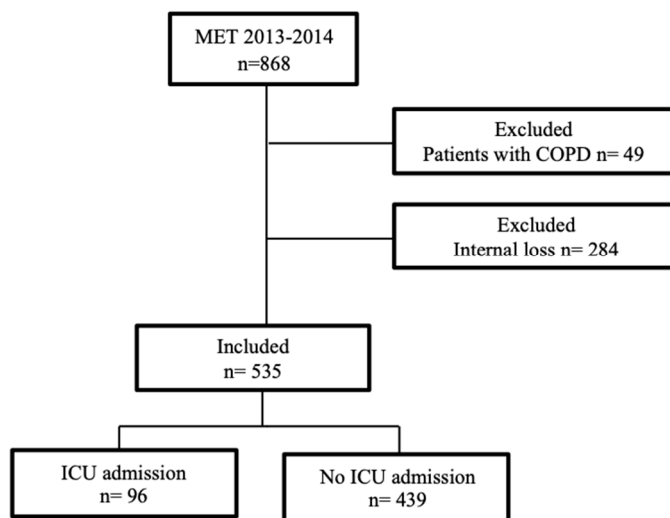 MET 2013-2014
n=868
Excluded
Patients with COPD n= 49
Excluded
Internal loss n= 284
Included
n= 535
ICU admission
n= 96
No ICU admission
n= 439